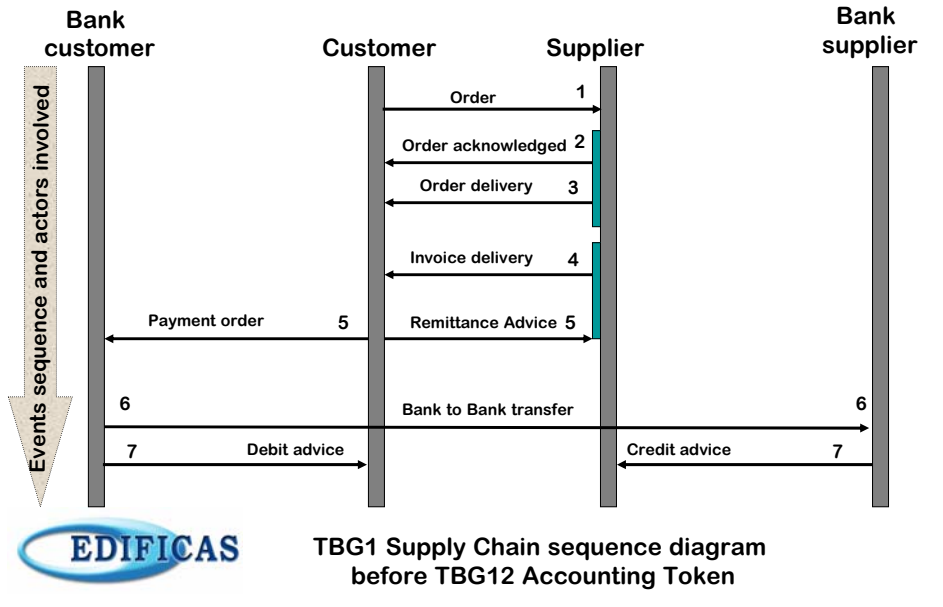 Bank
customer
Customer
Supplier
Bank
supplier
Events sequence and actors involved
Order
1
Order acknowledged 2
Order delivery 3
Invoice delivery 4
Payment order 5
Remittance Advice 5
6
Bank to Bank transfer
6
7
Debit advice
Credit advice
7
EDIFICAS
TBG1 Supply Chain sequence diagram
before TBG12 Accounting Token